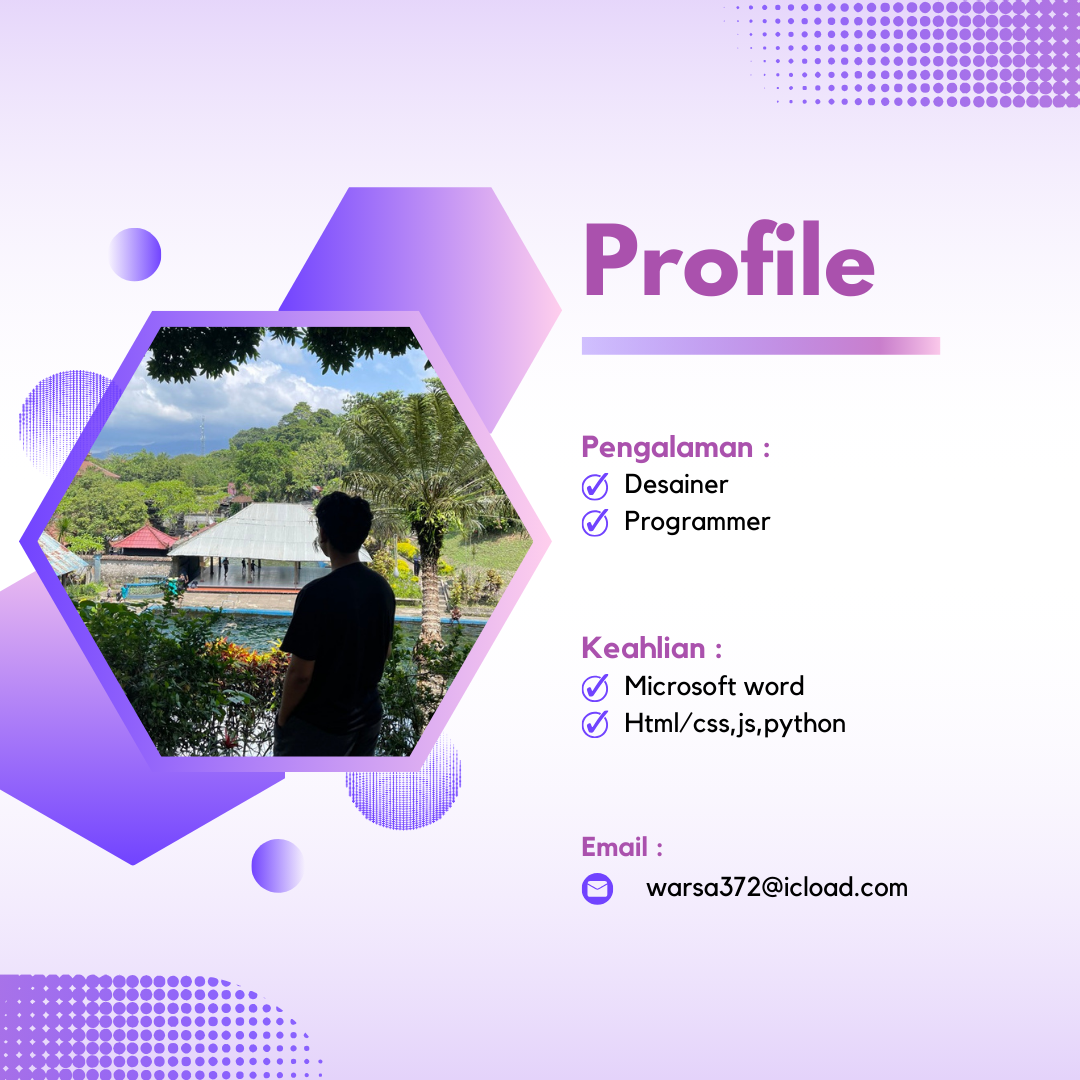 Profile
Pengalaman :
Desainer
Programmer
Keahlian :
Microsoft word
Html/css,js,python
Email :
warsa372@icload.com